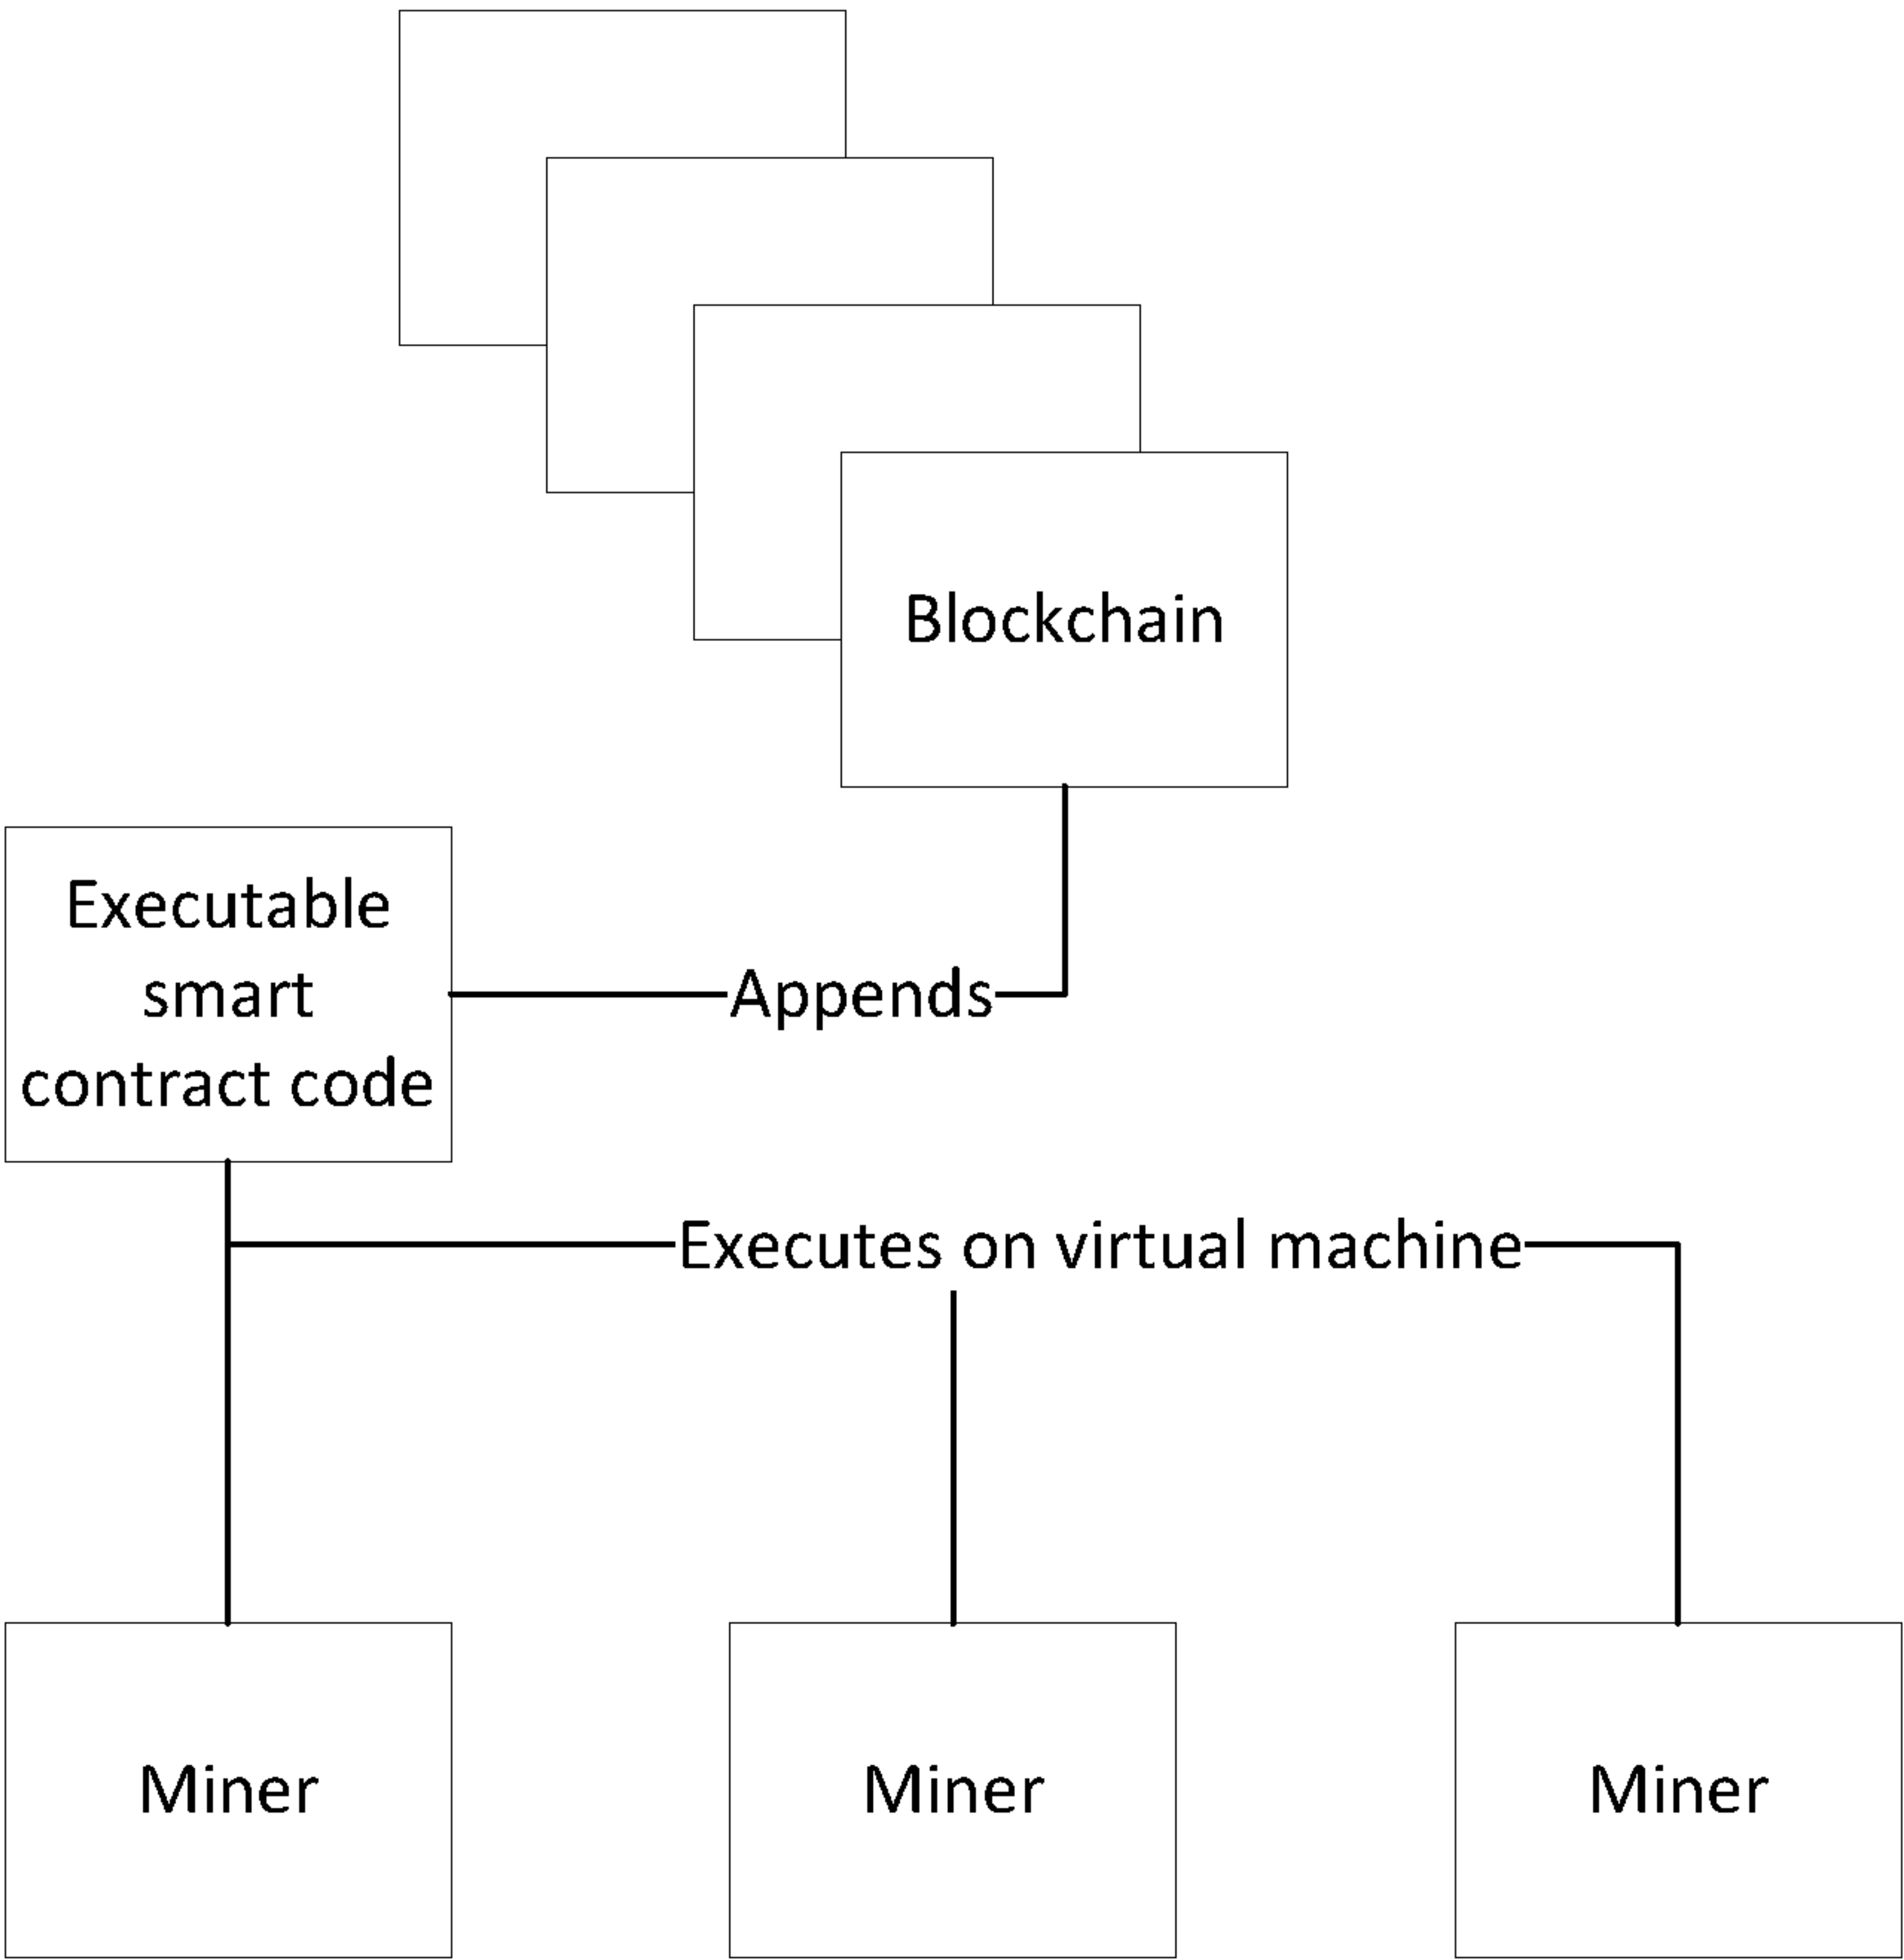 Blockchain
Executable
smart
contract code
Appends
Executes on virtual machine
Miner
Miner
Miner